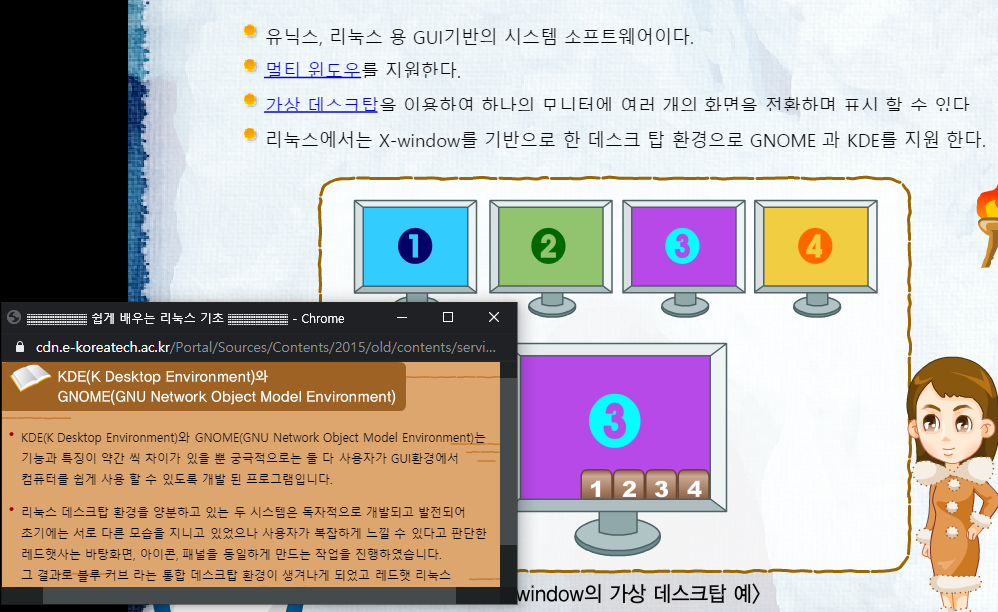 유닉스, 리눅스 용 GUI기반의 시스템 소프트웨어이다.
멀티 윈도우를 지원한다.
가상 데스크탑을 이용하여 하나의 모니터에 여러 개의 화면을 전환하며 표시 할 수 있다
리눅스에서는 X-window를 기반으로 한 데스크 탑 환경으로 GNOME 과 KDE를 지원 한다.
1 2 3 4
3
1 2 3 4
window의 가상 데스크탑 예〉
쉽게 배우는 리눅스 기초 - Chrome
cdn.e-koreatech.ac.kr/Portal/Sources/Contents/2015/old/contents/servi...
KDE(K Desktop Environment)와
GNOME(GNU Network Object Model Environment)
KDE(K Desktop Environment)와 GNOME(GNU Network Object Model Environment)는
기능과 특징이 약간 씩 차이가 있을 뿐 궁극적으로는 둘 다 사용자가 GUI환경에서
컴퓨터를 쉽게 사용 할 수 있도록 개발 된 프로그램입니다.
리눅스 데스크탑 환경을 양분하고 있는 두 시스템은 독자적으로 개발되고 발전되어
초기에는 서로 다른 모습을 지니고 있었으나 사용자가 복잡하게 느낄 수 있다고 판단한
레드햇사는 바탕화면, 아이콘, 패널을 동일하게 만드는 작업을 진행하였습니다.
그 결과로 블루 커브 라는 통합 데스크탑 환경이 생겨나게 되었고 레드햇 리눅스